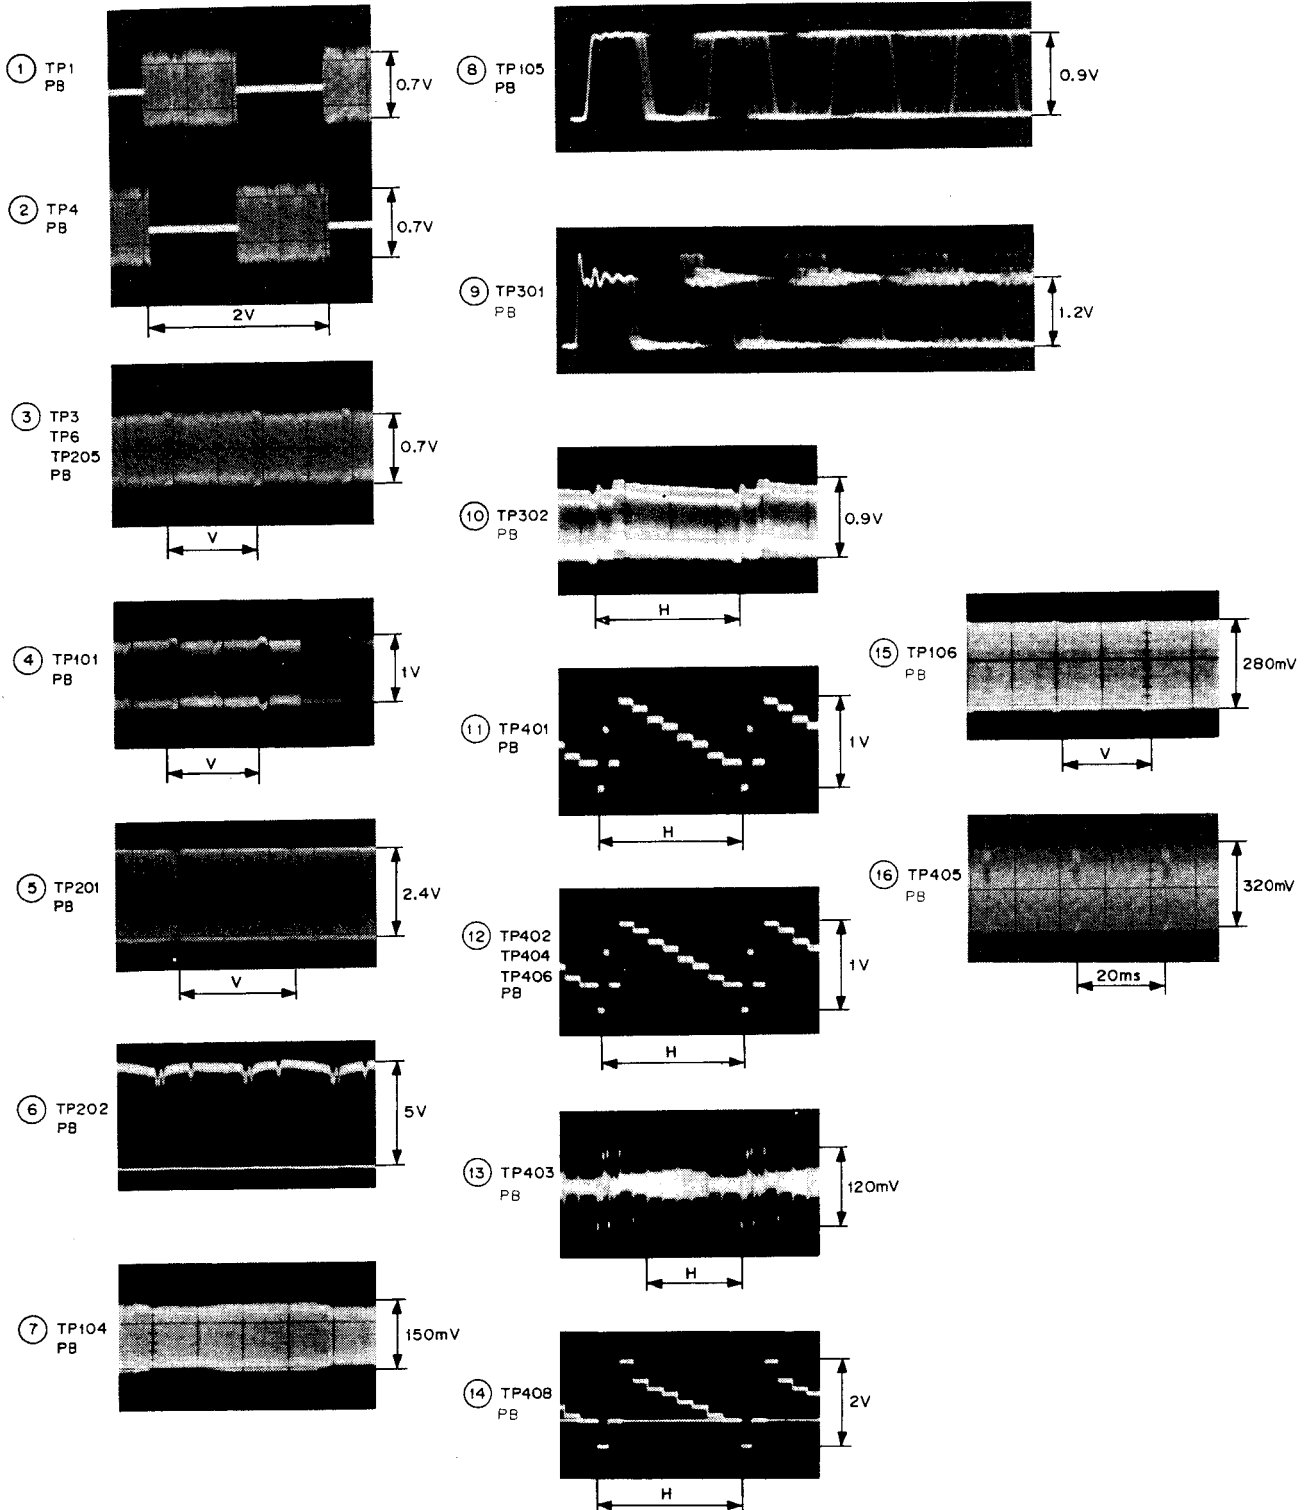 1 TP1
PB
0.7V
2 TP4
PB
0.7V
2V
3 TP3
TP6
TP205
PB
0.7V
V
4 TP101
PB
1V
V
5 TP201
PB
2.4V
V
6 TP202
PB
5V
7 TP104
PB
150mV
8 TP105
PB
0.9V
9 TP301
PB
1.2V
10 TP302
PB
0.9V
H
11 TP401
PB
1V
H
12 TP402
TP404
TP406
PB
1V
H
13 TP403
PB
120mV
H
14 TP408
PB
2V
H
15 TP106
PB
280mV
V
16 TP405
PB
320mV
20ms